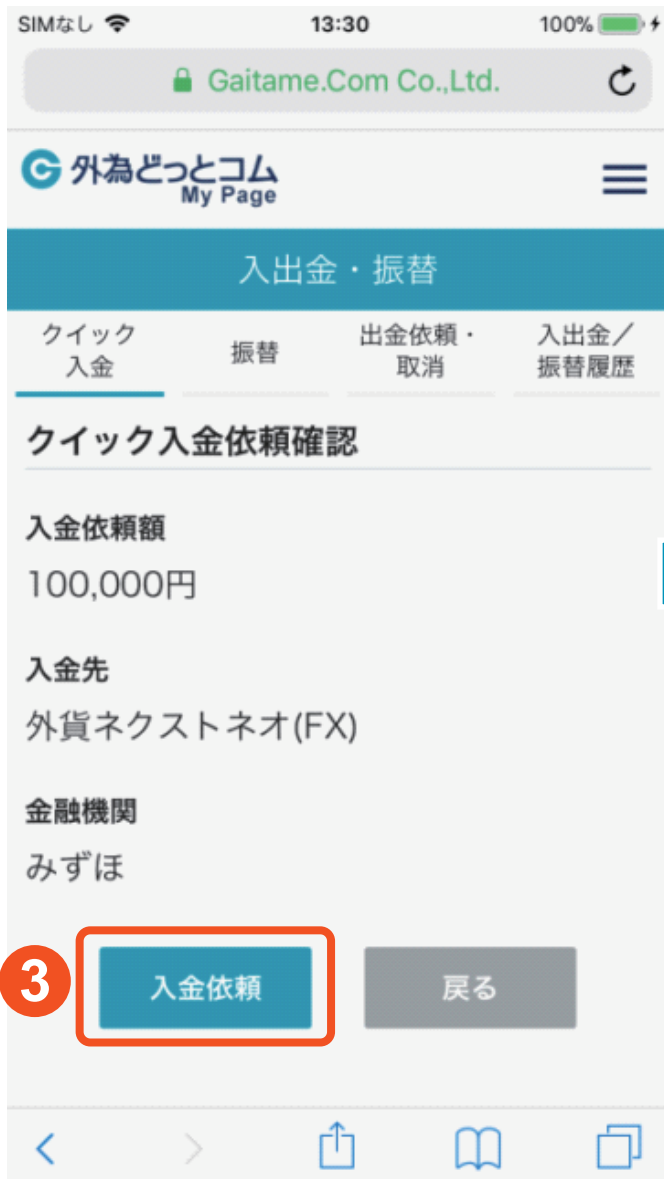 SIMなし 13:30 100%
Gaitame.Com Co.,Ltd.
外為どっとコム
My Page
入出金・振替
クイック
入金
振替
出金依頼・
取消
入出金／
振替履歴
クイック入金依頼確認
入金依頼額
100,000円
入金先
外貨ネクストネオ(FX)
金融機関
みずほ
3 入金依頼 戻る